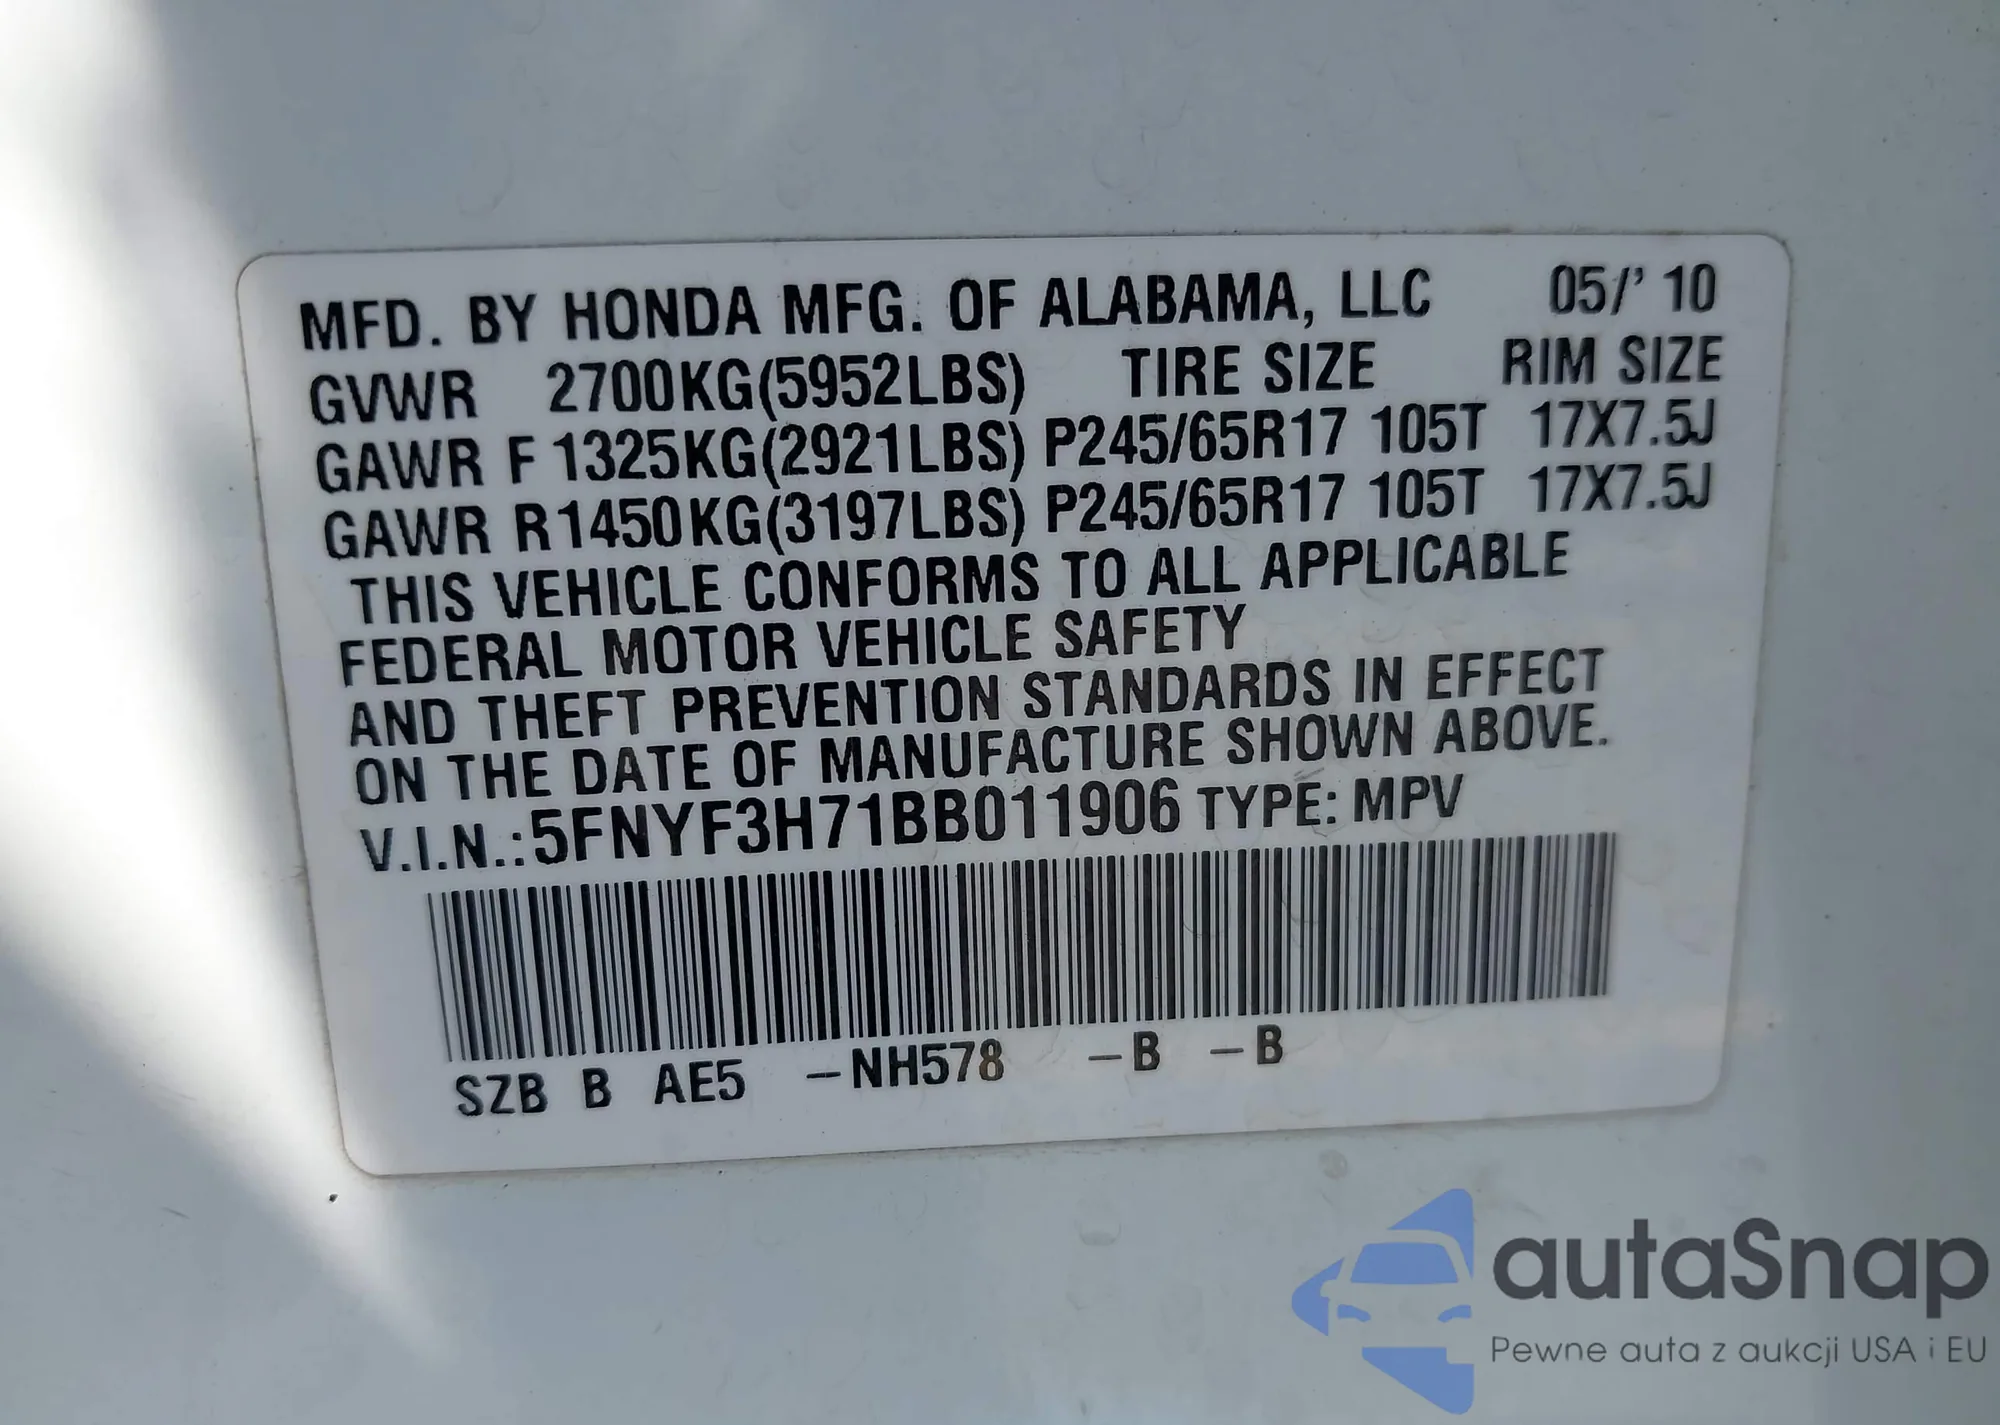 MFD. BY HONDA MFG. OF ALABAMA, LLC 05/' 10
GVWR 2700KG(5952LBS) TIRE SIZE RIM SIZE
GAWR F 1325KG(2921LBS) P245/65R17 105T 17X7.5J
GAWR R1450KG(3197LBS) P245/65R17 105T 17X7.5J
THIS VEHICLE CONFORMS TO ALL APPLICABLE
FEDERAL MOTOR VEHICLE SAFETY
AND THEFT PREVENTION STANDARDS IN EFFECT
ON THE DATE OF MANUFACTURE SHOWN ABOVE.
V.I.N.:5FNYF3H71BB011906 TYPE: MPV
SZB B AE5 –NH578 –B –B
autaSnap
Pewne auta z aukcji USA i EU